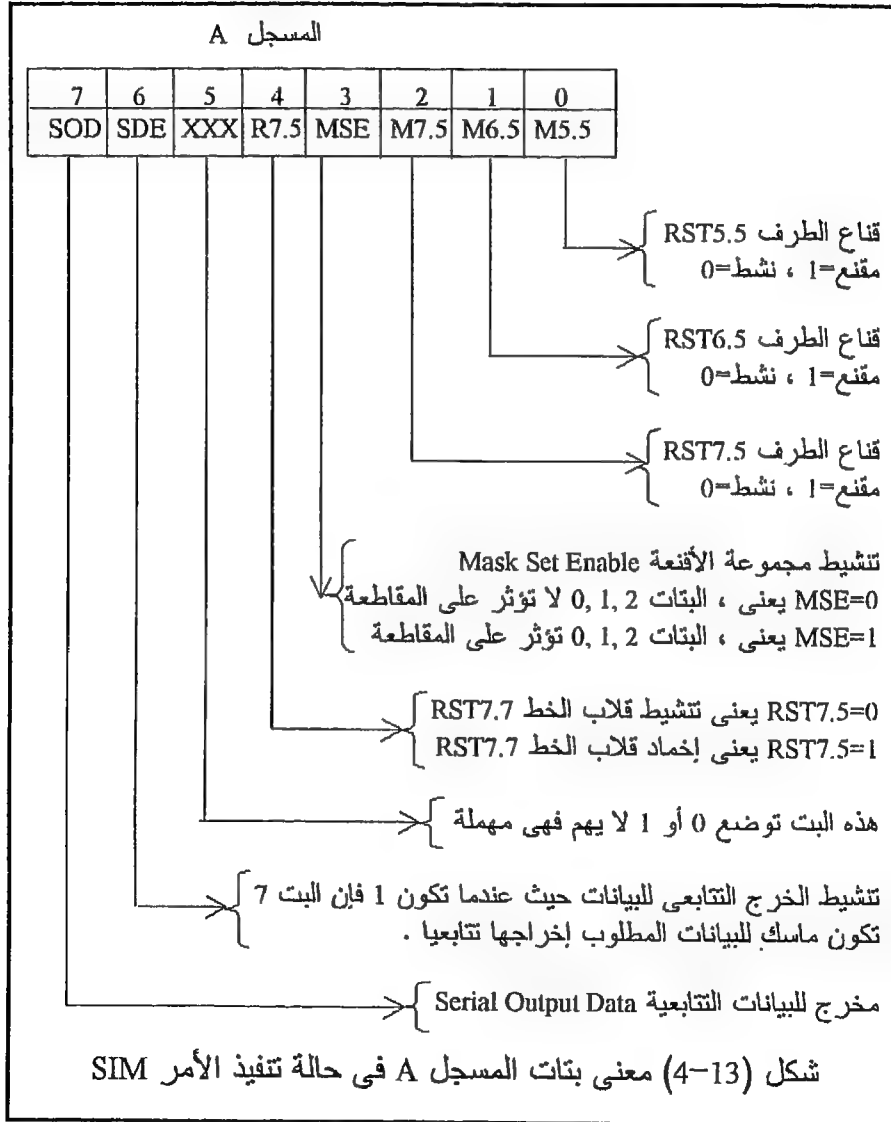 المسجل A
7 6 5 4 3 2 1 0
SOD SDE XXX R7.5 MSE M7.5 M6.5 M5.5
قناع الطرف RST5.5
مقنع=1 ، نشط=0
قناع الطرف RST6.5
مقنع=1 ، نشط=0
قناع الطرف RST7.5
مقنع=1 ، نشط=0
تنشيط مجموعة الأقنعة Mask Set Enable
MSE=0 يعنى ، البتات 0, 1, 2 لا تؤثر على المقاطعة
MSE=1 يعنى ، البتات 0, 1, 2 تؤثر على المقاطعة
RST7.5=0 يعنى تنشيط قلاب الخط RST7.7
RST7.5=1 يعنى إخماد قلاب الخط RST7.7
هذه البت توضع 0 أو 1 لا يهم فهى مهملة
تنشيط الخرج التتابعى للبيانات حيث عندما تكون 1 فإن البت 7
تكون ماسك للبيانات المطلوب إخراجها تتابعيا .
مخرج للبيانات التتابعية Serial Output Data
شكل (13-4) معنى بتات المسجل A فى حالة تنفيذ الأمر SIM